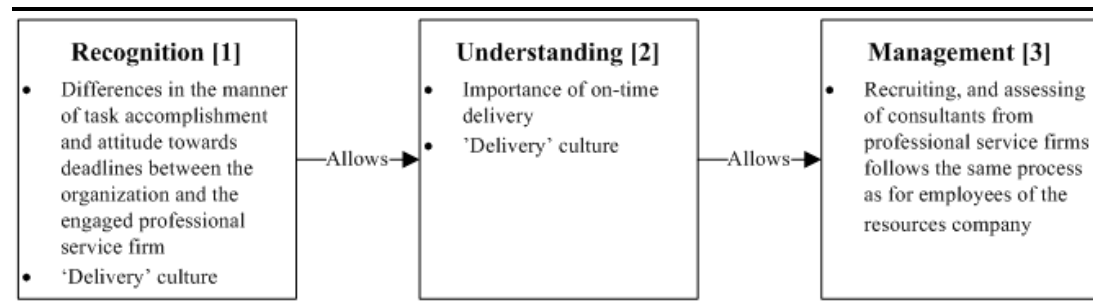 Recognition [1]
• Differences in the manner
of task accomplishment
and attitude towards
deadlines between the
organization and the
engaged professional
service firm
• ‘Delivery’ culture
Allows
Understanding [2]
• Importance of on-time
delivery
• ’Delivery’ culture
Allows
Management [3]
• Recruiting, and assessing
of consultants from
professional service firms
follows the same process
as for employees of the
resources company